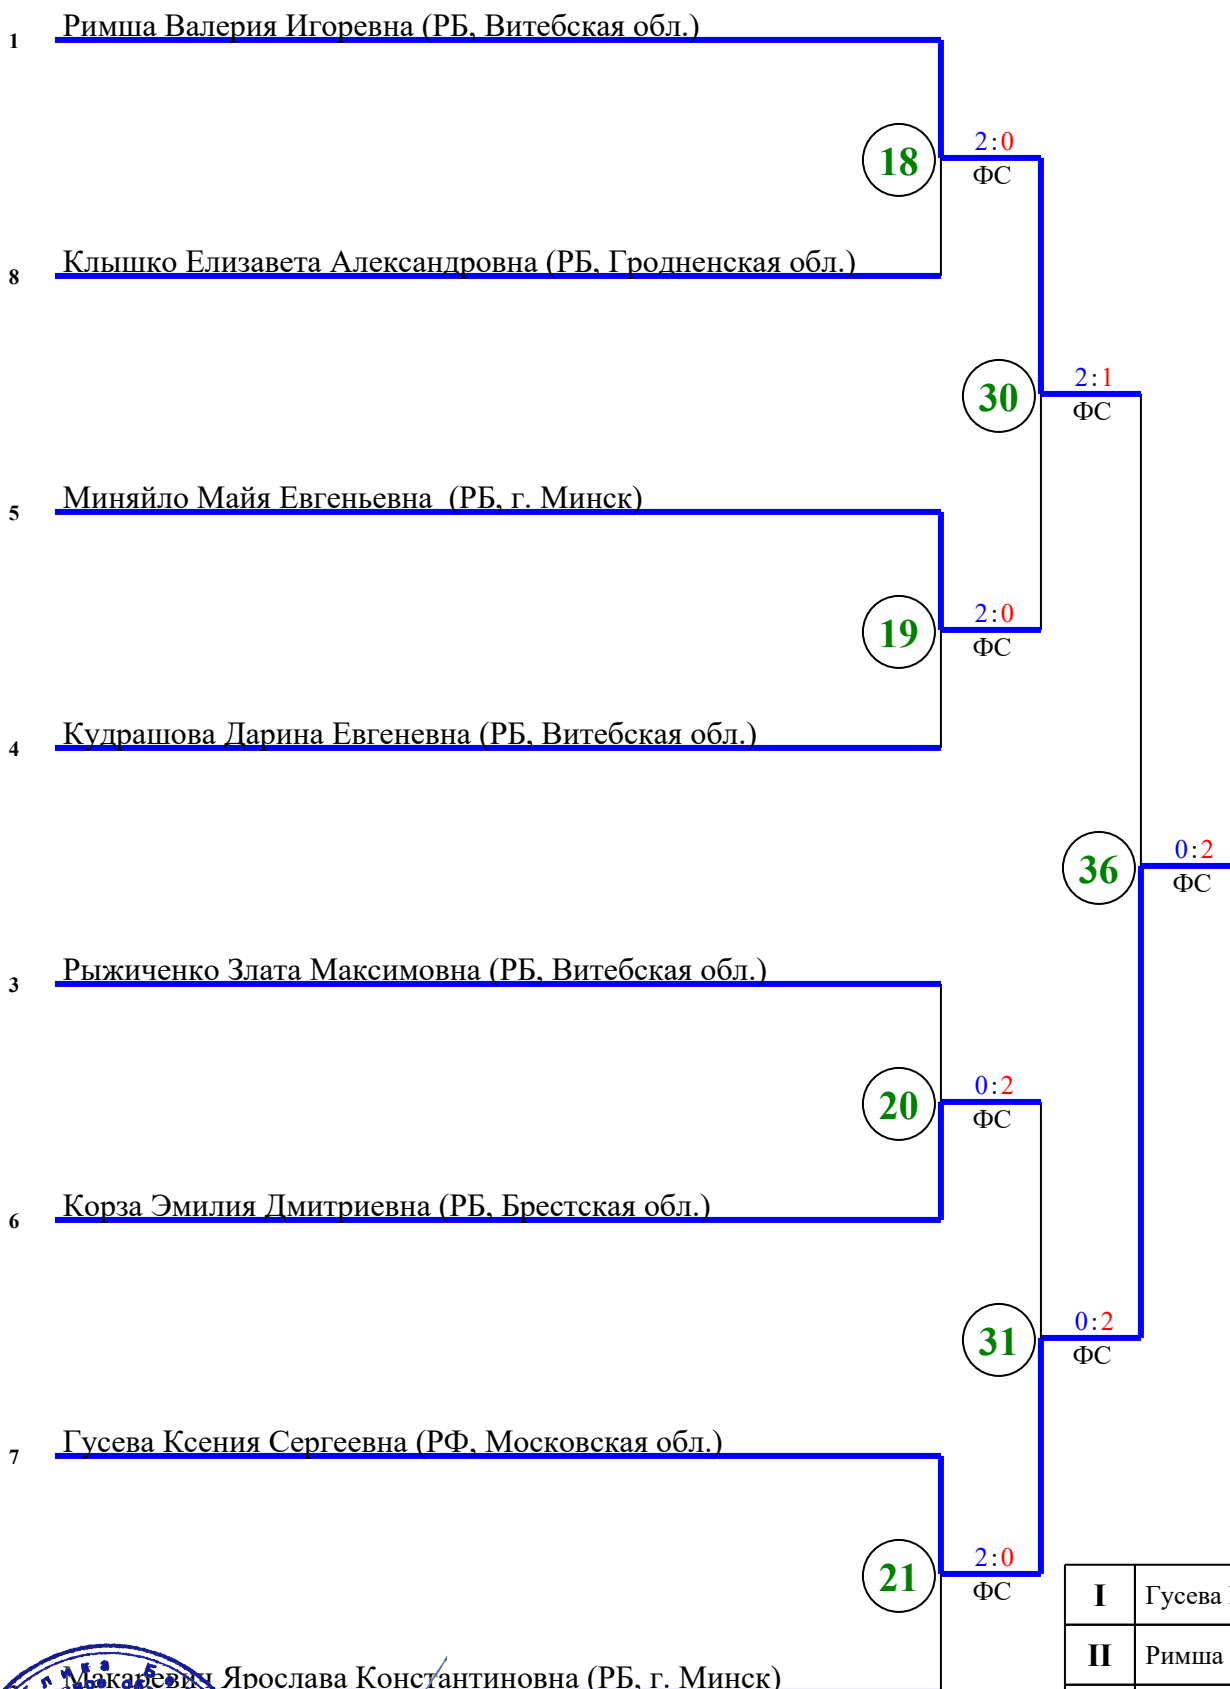 1 Римша Валерия Игоревна (РБ, Витебская обл.)
2:0
18
ФС
8 Клышко Елизавета Александровна (РБ, Гродненская обл.)
2:1
30
ФС
5 Миняйло Майя Евгеньевна (РБ, г. Минск)
2:0
19
ФС
4 Кудрашова Дарина Евгеневна (РБ, Витебская обл.)
0:2
36
ФС
3 Рыжиченко Злата Максимовна (РБ, Витебская обл.)
0:2
20
ФС
6 Корза Эмилия Дмитриевна (РБ, Брестская обл.)
0:2
31
ФС
7 Гусева Ксения Сергеевна (РФ, Московская обл.)
2:0
21
ФС
I Гусева
II Римша
Макаревич Ярослава Константиновна (РБ, г. Минск)